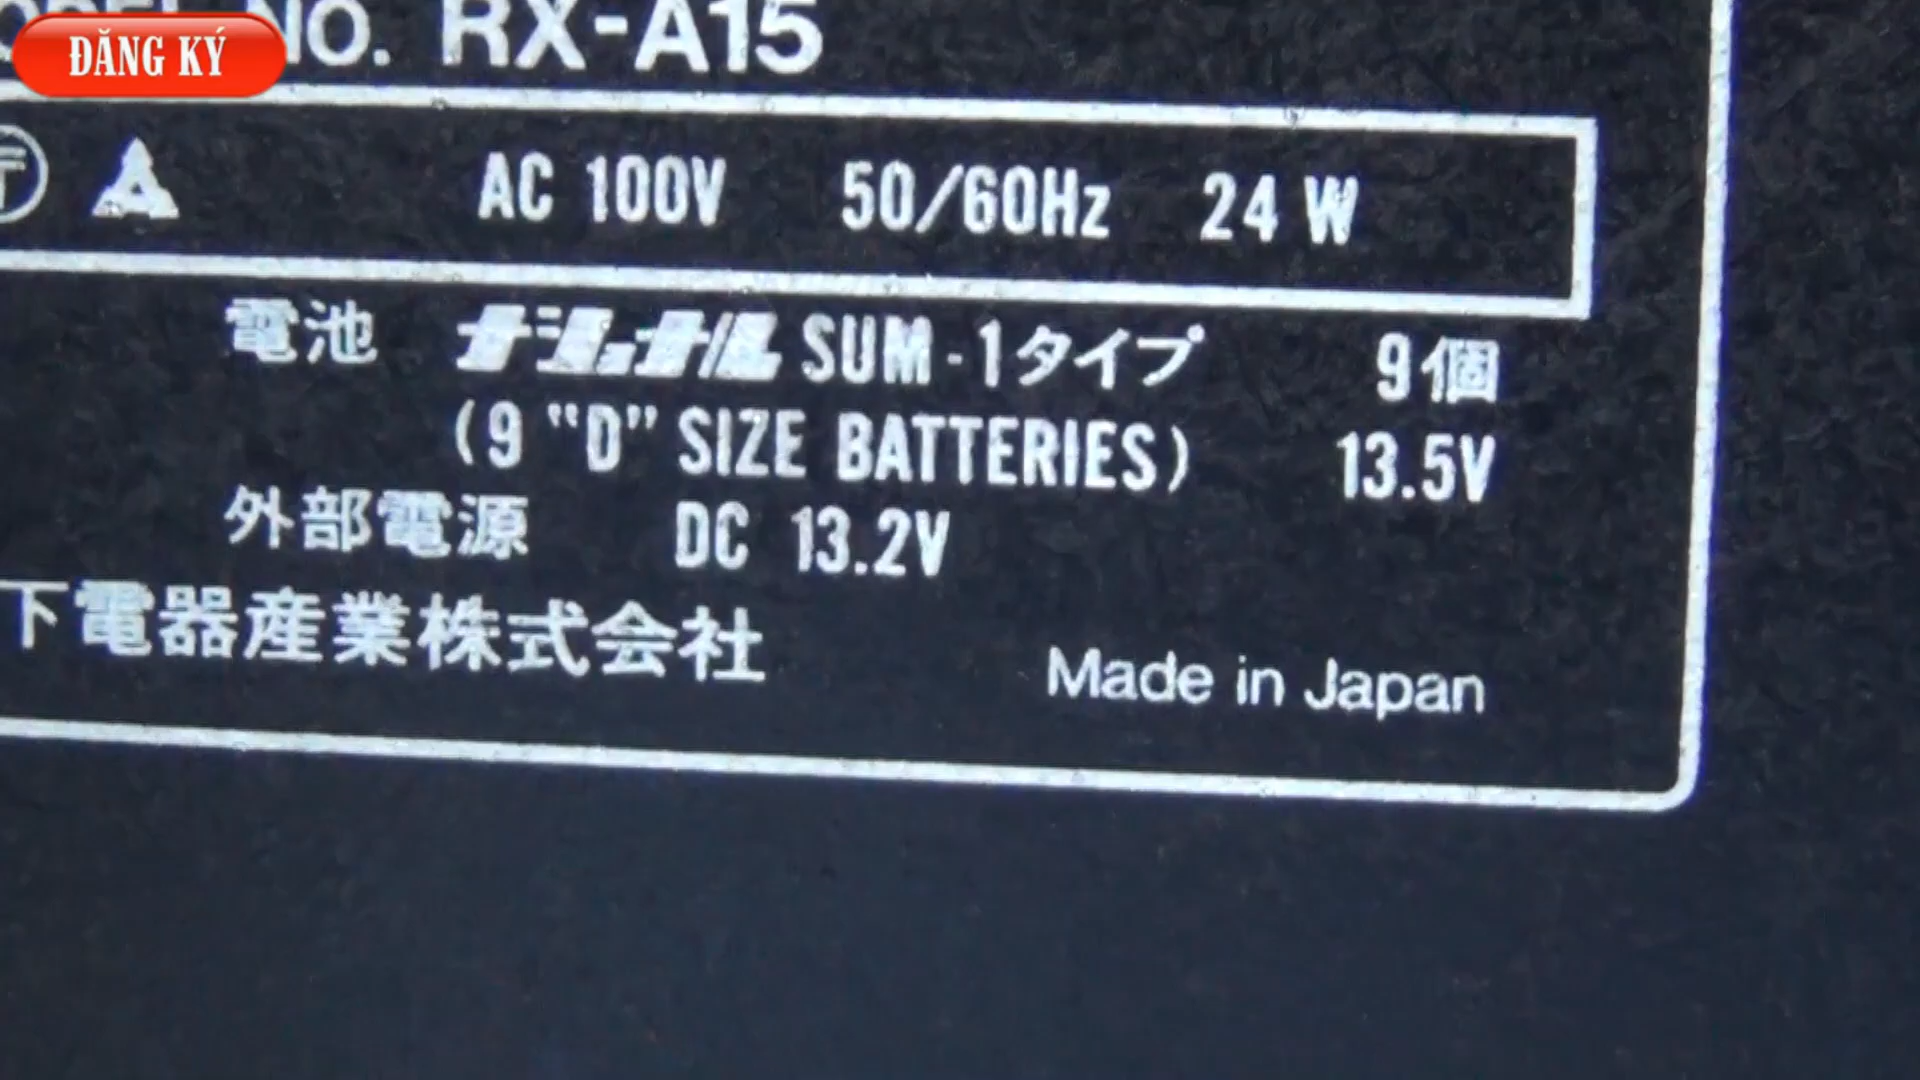 ĐĂNG KÝ
NO. RX-A15
〒 AC 100V 50/60Hz 24 W
電池 ナショナル SUM-1タイプ 9個
(9 "D" SIZE BATTERIES) 13.5V
外部電源 DC 13.2V
下電器産業株式会社
Made in Japan